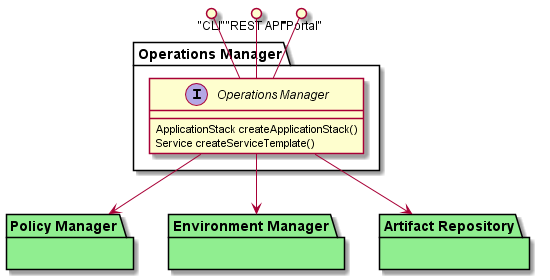 "CLI" "REST API" "Portal"
Operations Manager
I
Operations Manager
ApplicationStack createApplicationStack()
Service createServiceTemplate()
Policy Manager
Environment Manager
Artifact Repository